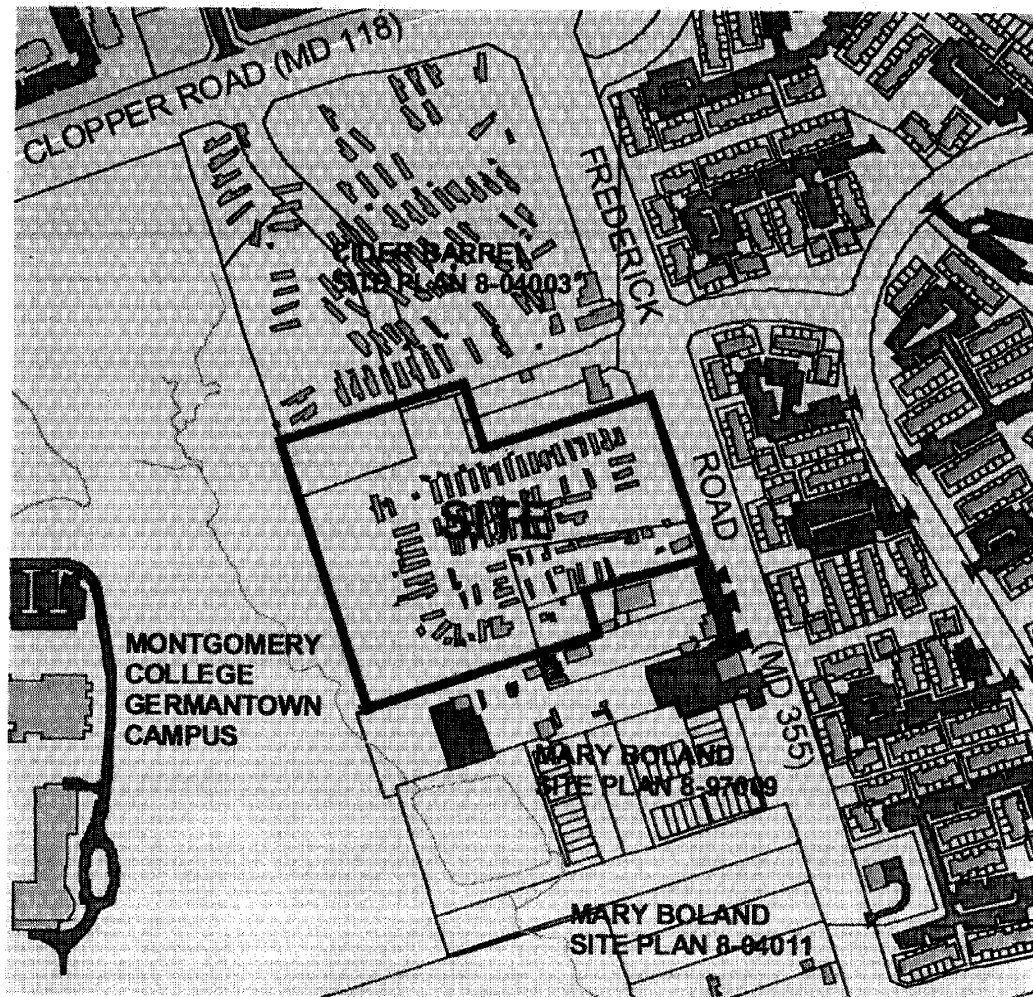 CLOPPER ROAD (MD 118)
FREDERICK
CIDER BARREL
SITE PLAN 8-04003
SITE
ROAD
MONTGOMERY
COLLEGE
GERMANTOWN
CAMPUS
(MD 355)
MARY BOLAND
SITE PLAN 8-97009
MARY BOLAND
SITE PLAN 8-04011